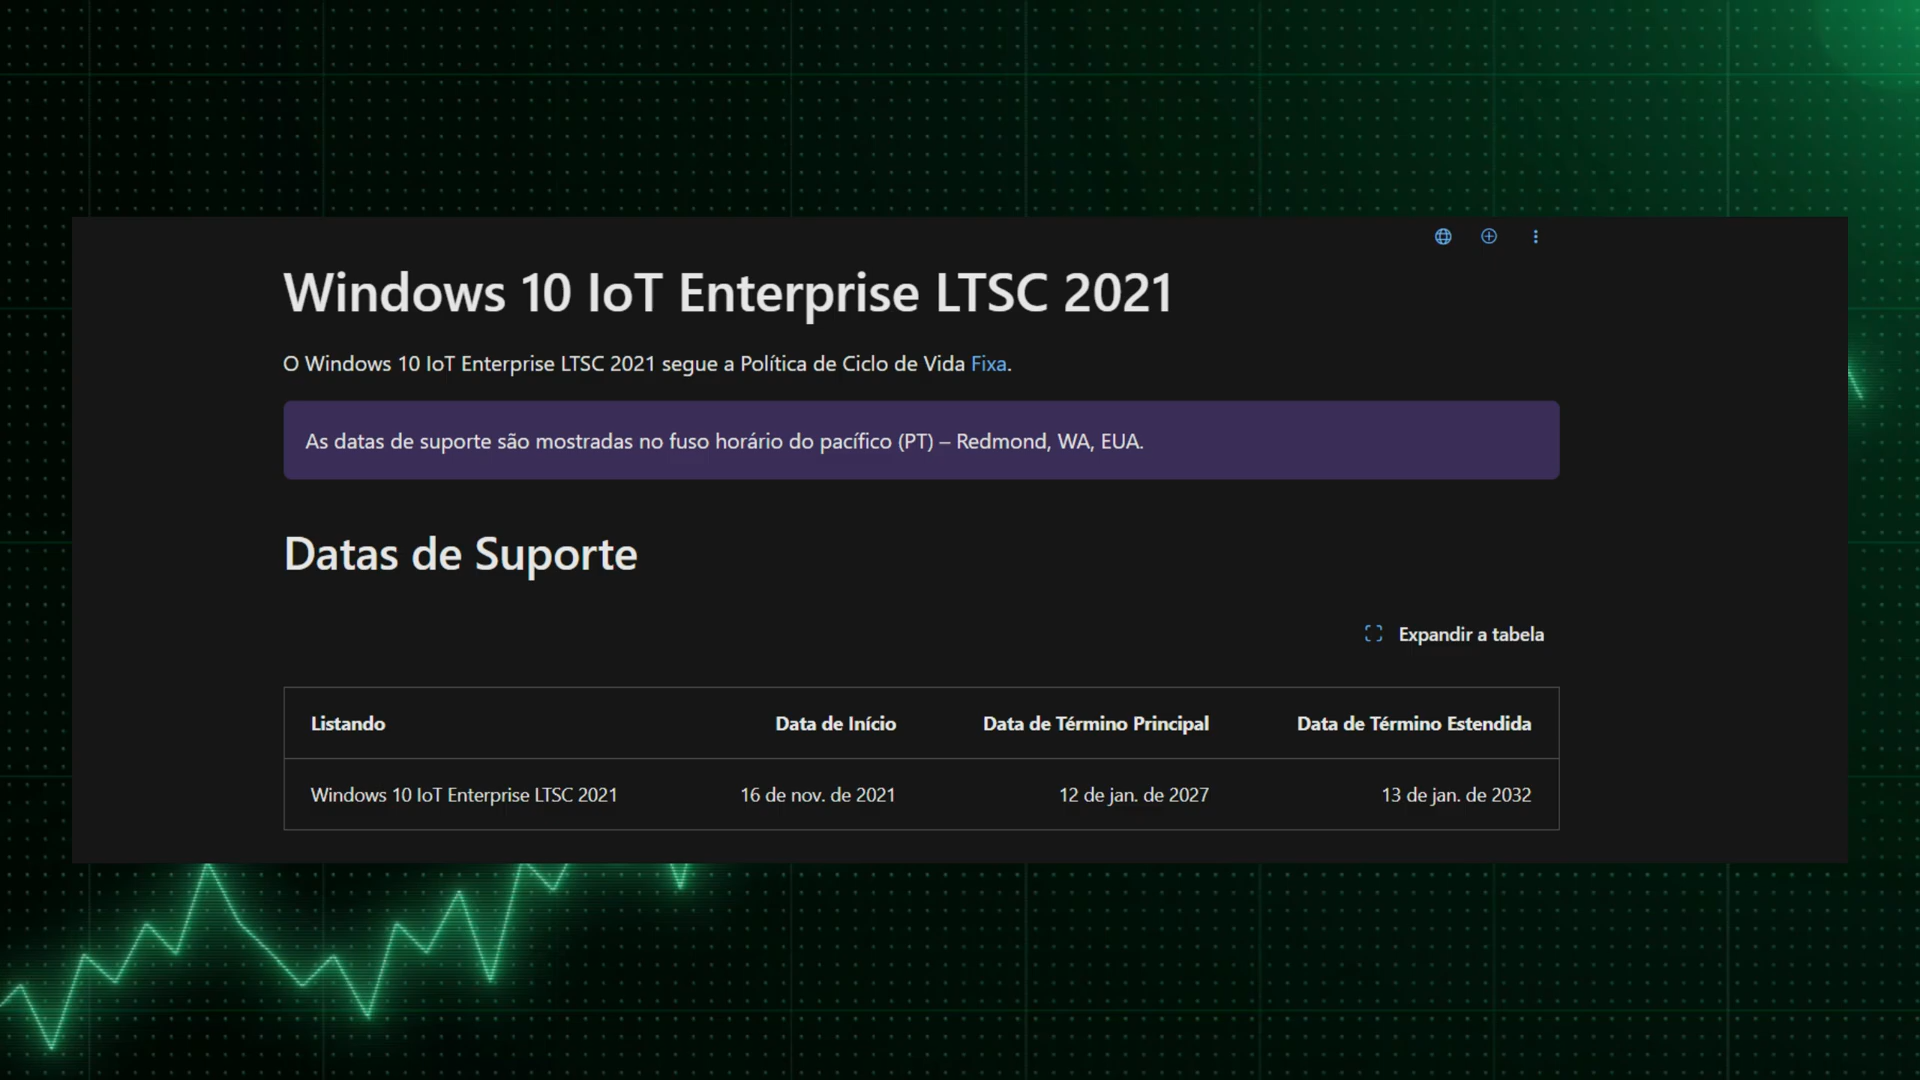 Windows 10 IoT Enterprise LTSC 2021
O Windows 10 IoT Enterprise LTSC 2021 segue a Política de Ciclo de Vida Fixa.
As datas de suporte são mostradas no fuso horário do pacífico (PT) – Redmond, WA, EUA.
Datas de Suporte
Expandir a tabela
Listando Data de Início Data de Término Principal Data de Término Estendida
Windows 10 IoT Enterprise LTSC 2021 16 de nov. de 2021 12 de jan. de 2027 13 de jan. de 2032